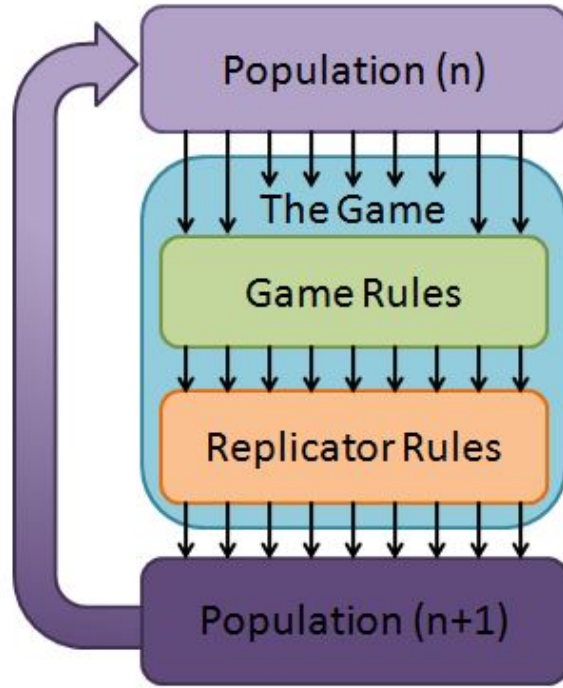 Population (n)
The Game
Game Rules
Replicator Rules
Population (n+1)